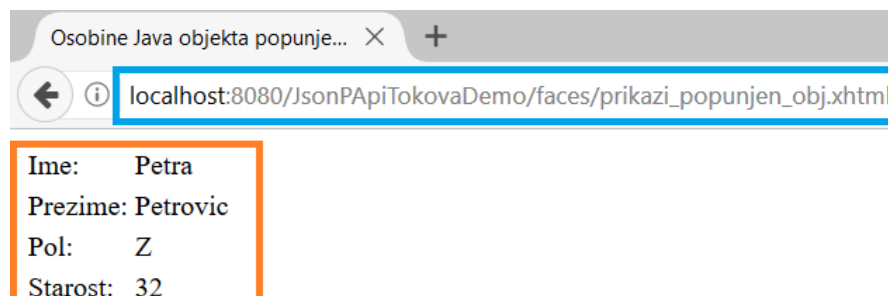 Osobine Java objekta popunje...
localhost:8080/JsonPApiTokovaDemo/faces/prikazi_popunjen_obj.xhtml
Ime: Petra
Prezime: Petrovic
Pol: Z
Starost: 32